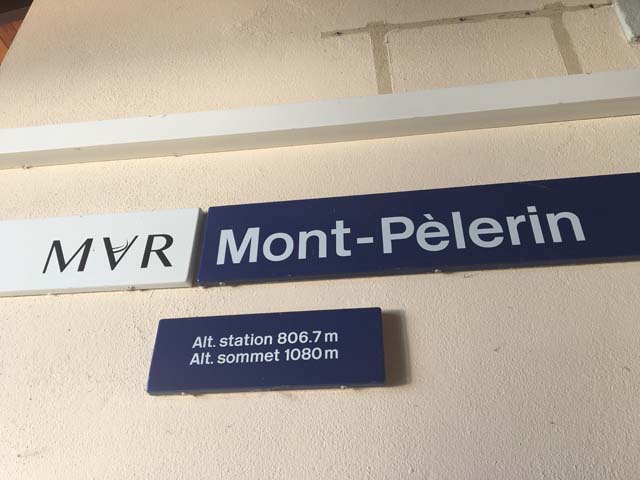 MVR
Mont-Pèlerin
Alt. station 806.7 m
Alt. sommet 1080 m